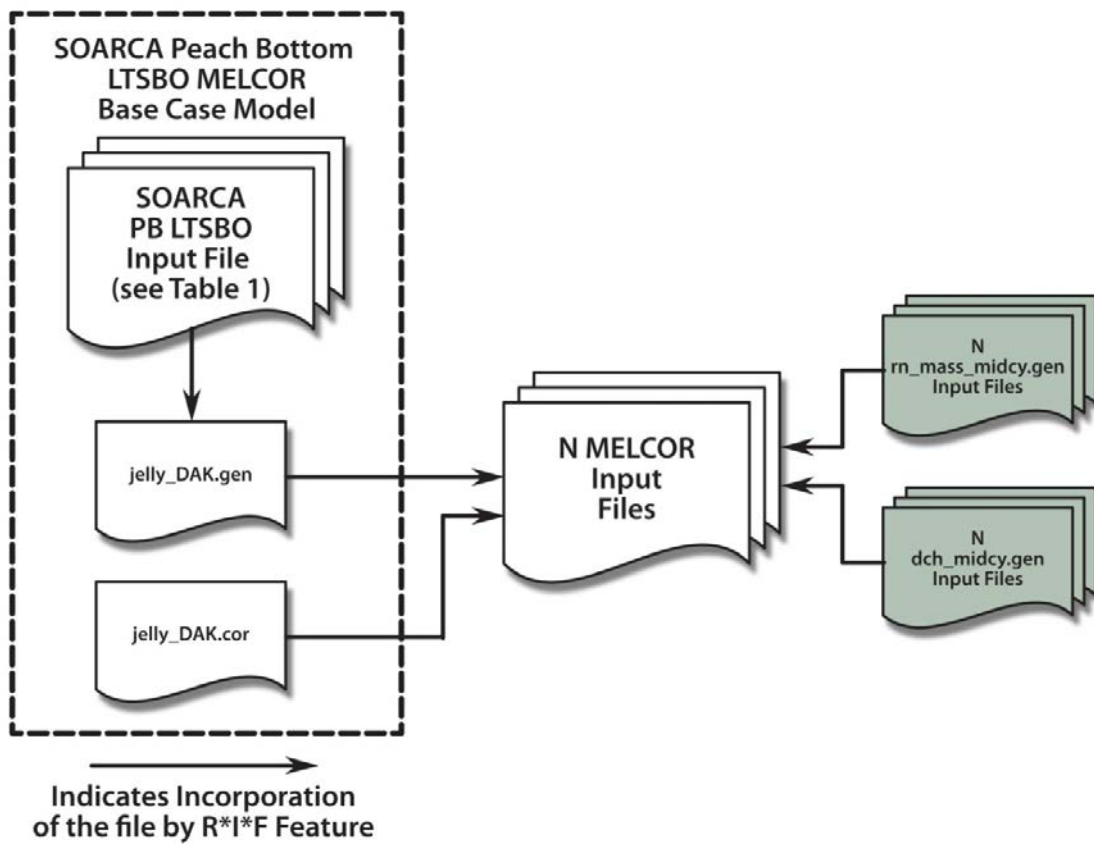 SOARCA Peach Bottom
LTSBO MELCOR
Base Case Model
SOARCA
PB LTSBO
Input File
(see Table 1)
jelly_DAK.gen
jelly_DAK.cor
N MELCOR
Input
Files
N
rn_mass_midcy.gen
Input Files
N
dch_midcy.gen
Input Files
Indicates Incorporation
of the file by R*I*F Feature